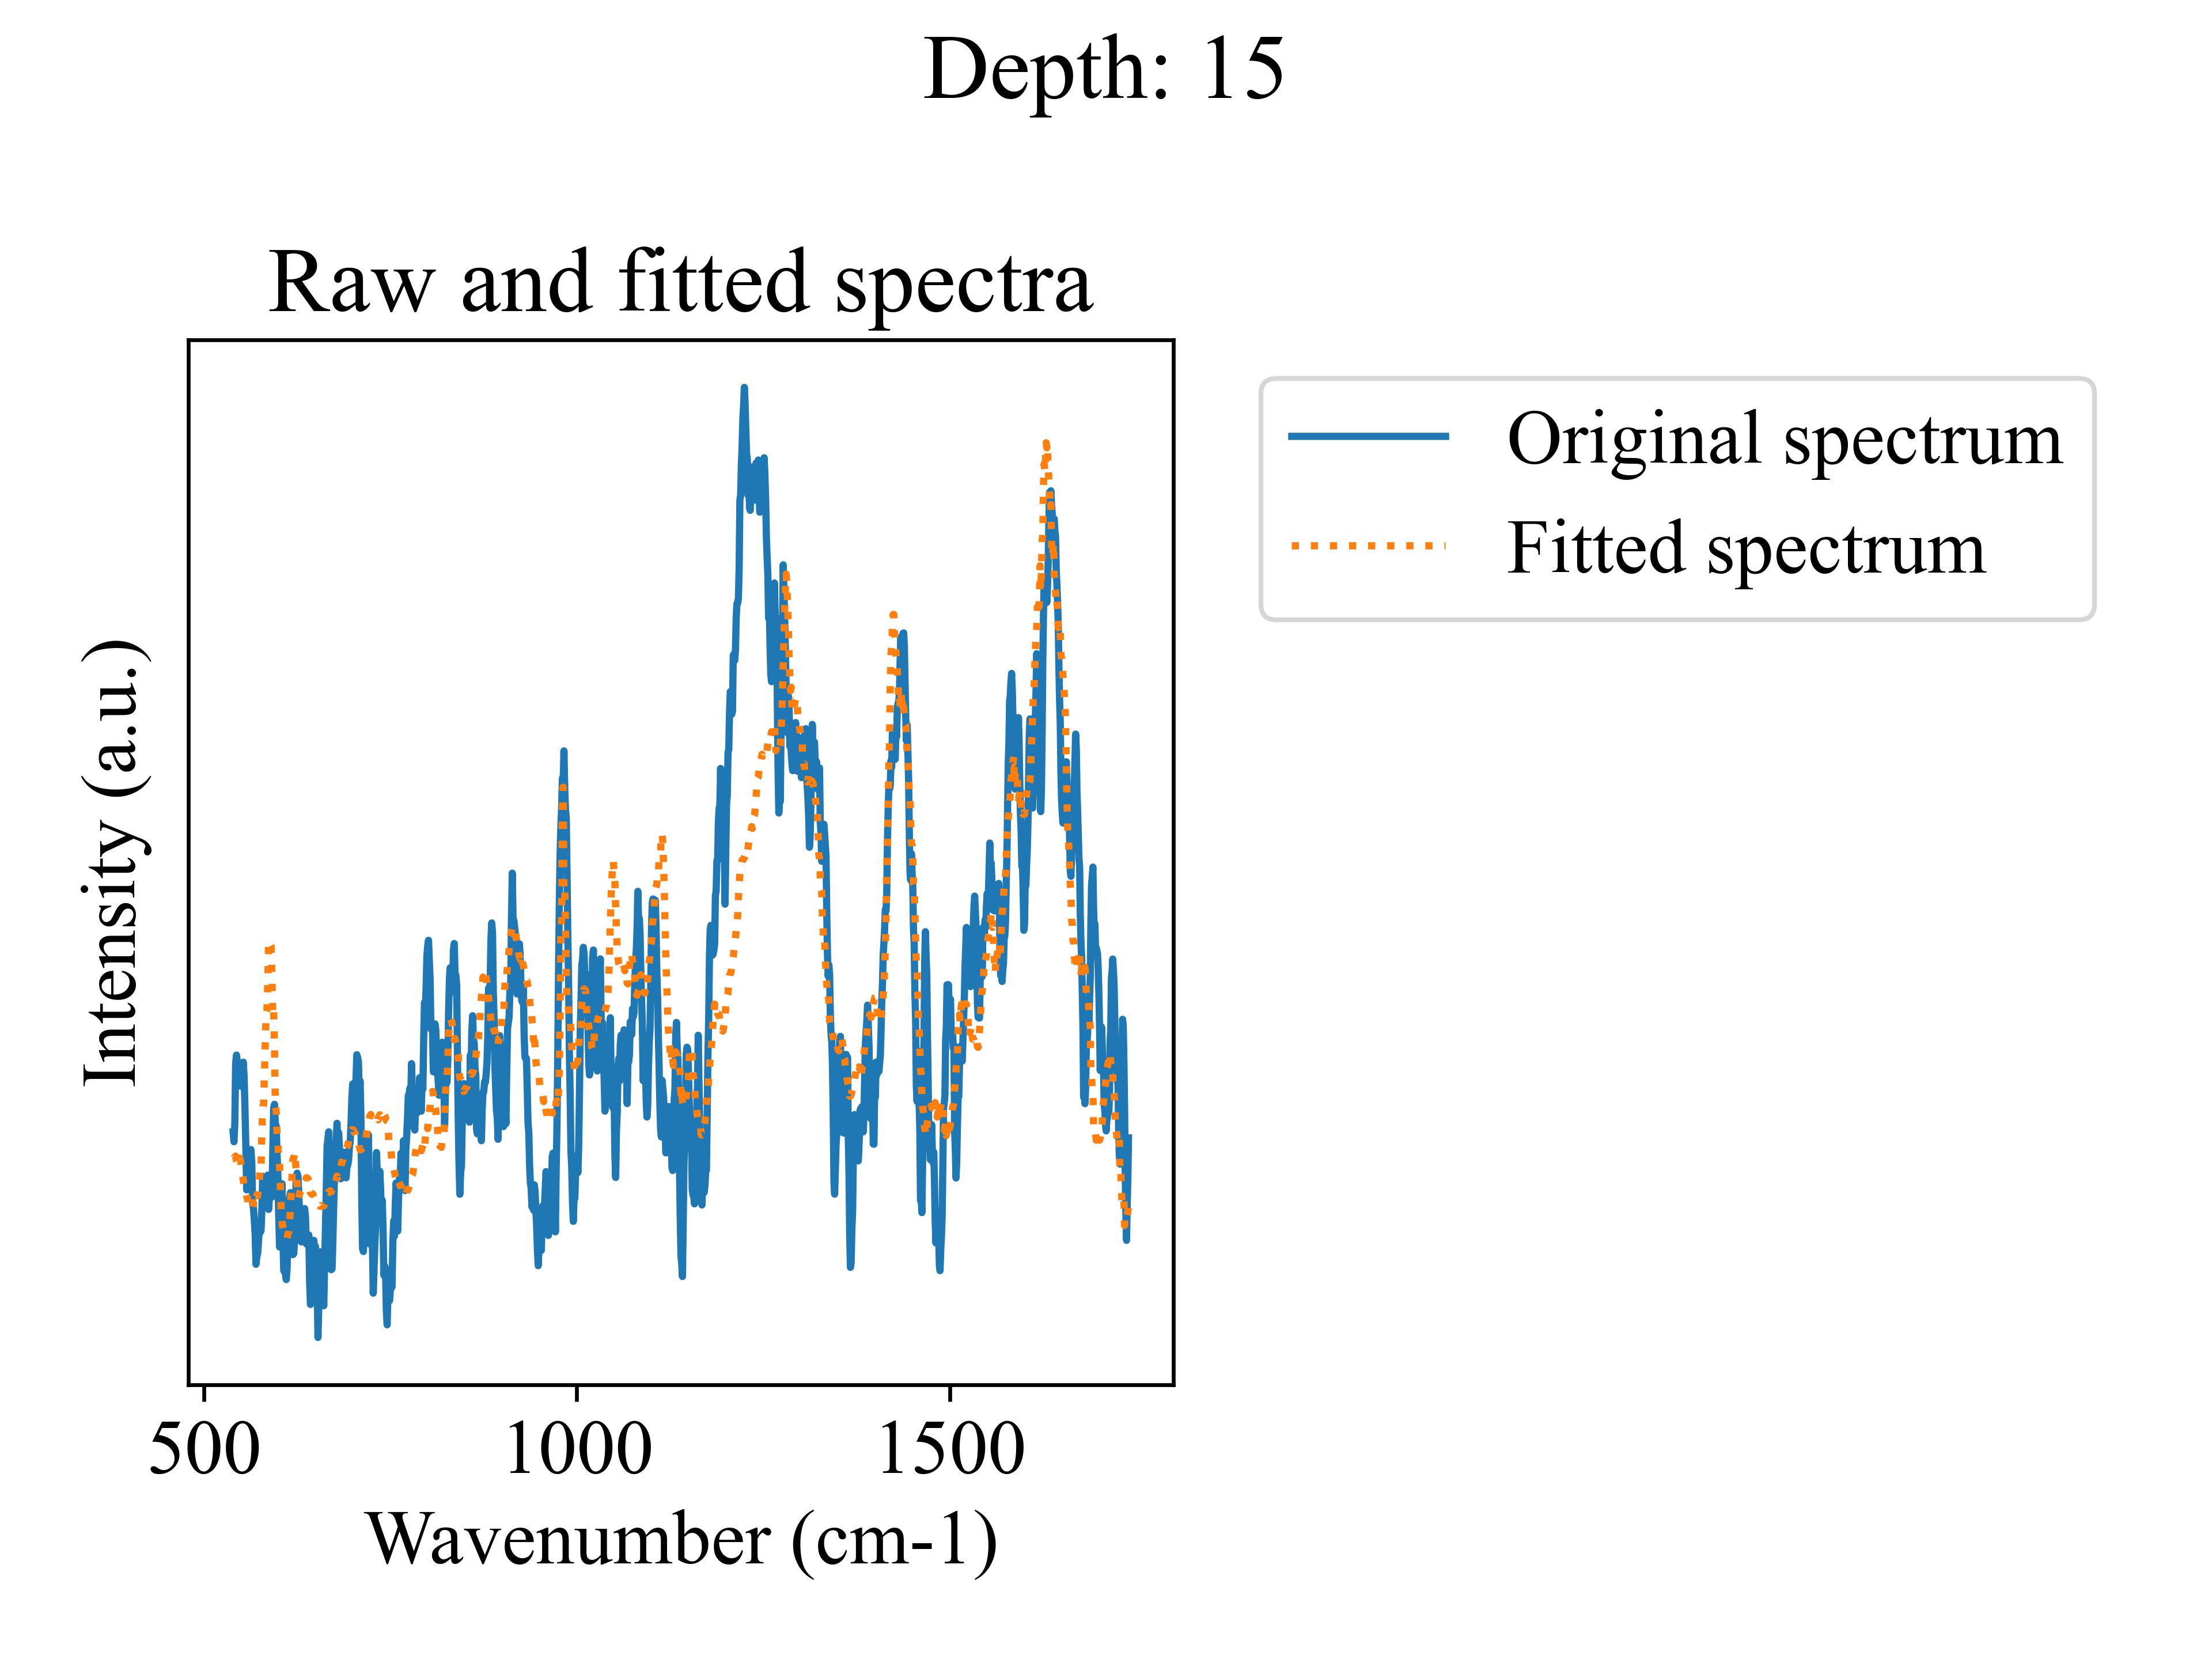 Depth: 15
Raw and fitted spectra
Original spectrum
Fitted spectrum
Intensity (a.u.)
500 1000 1500
Wavenumber (cm-1)